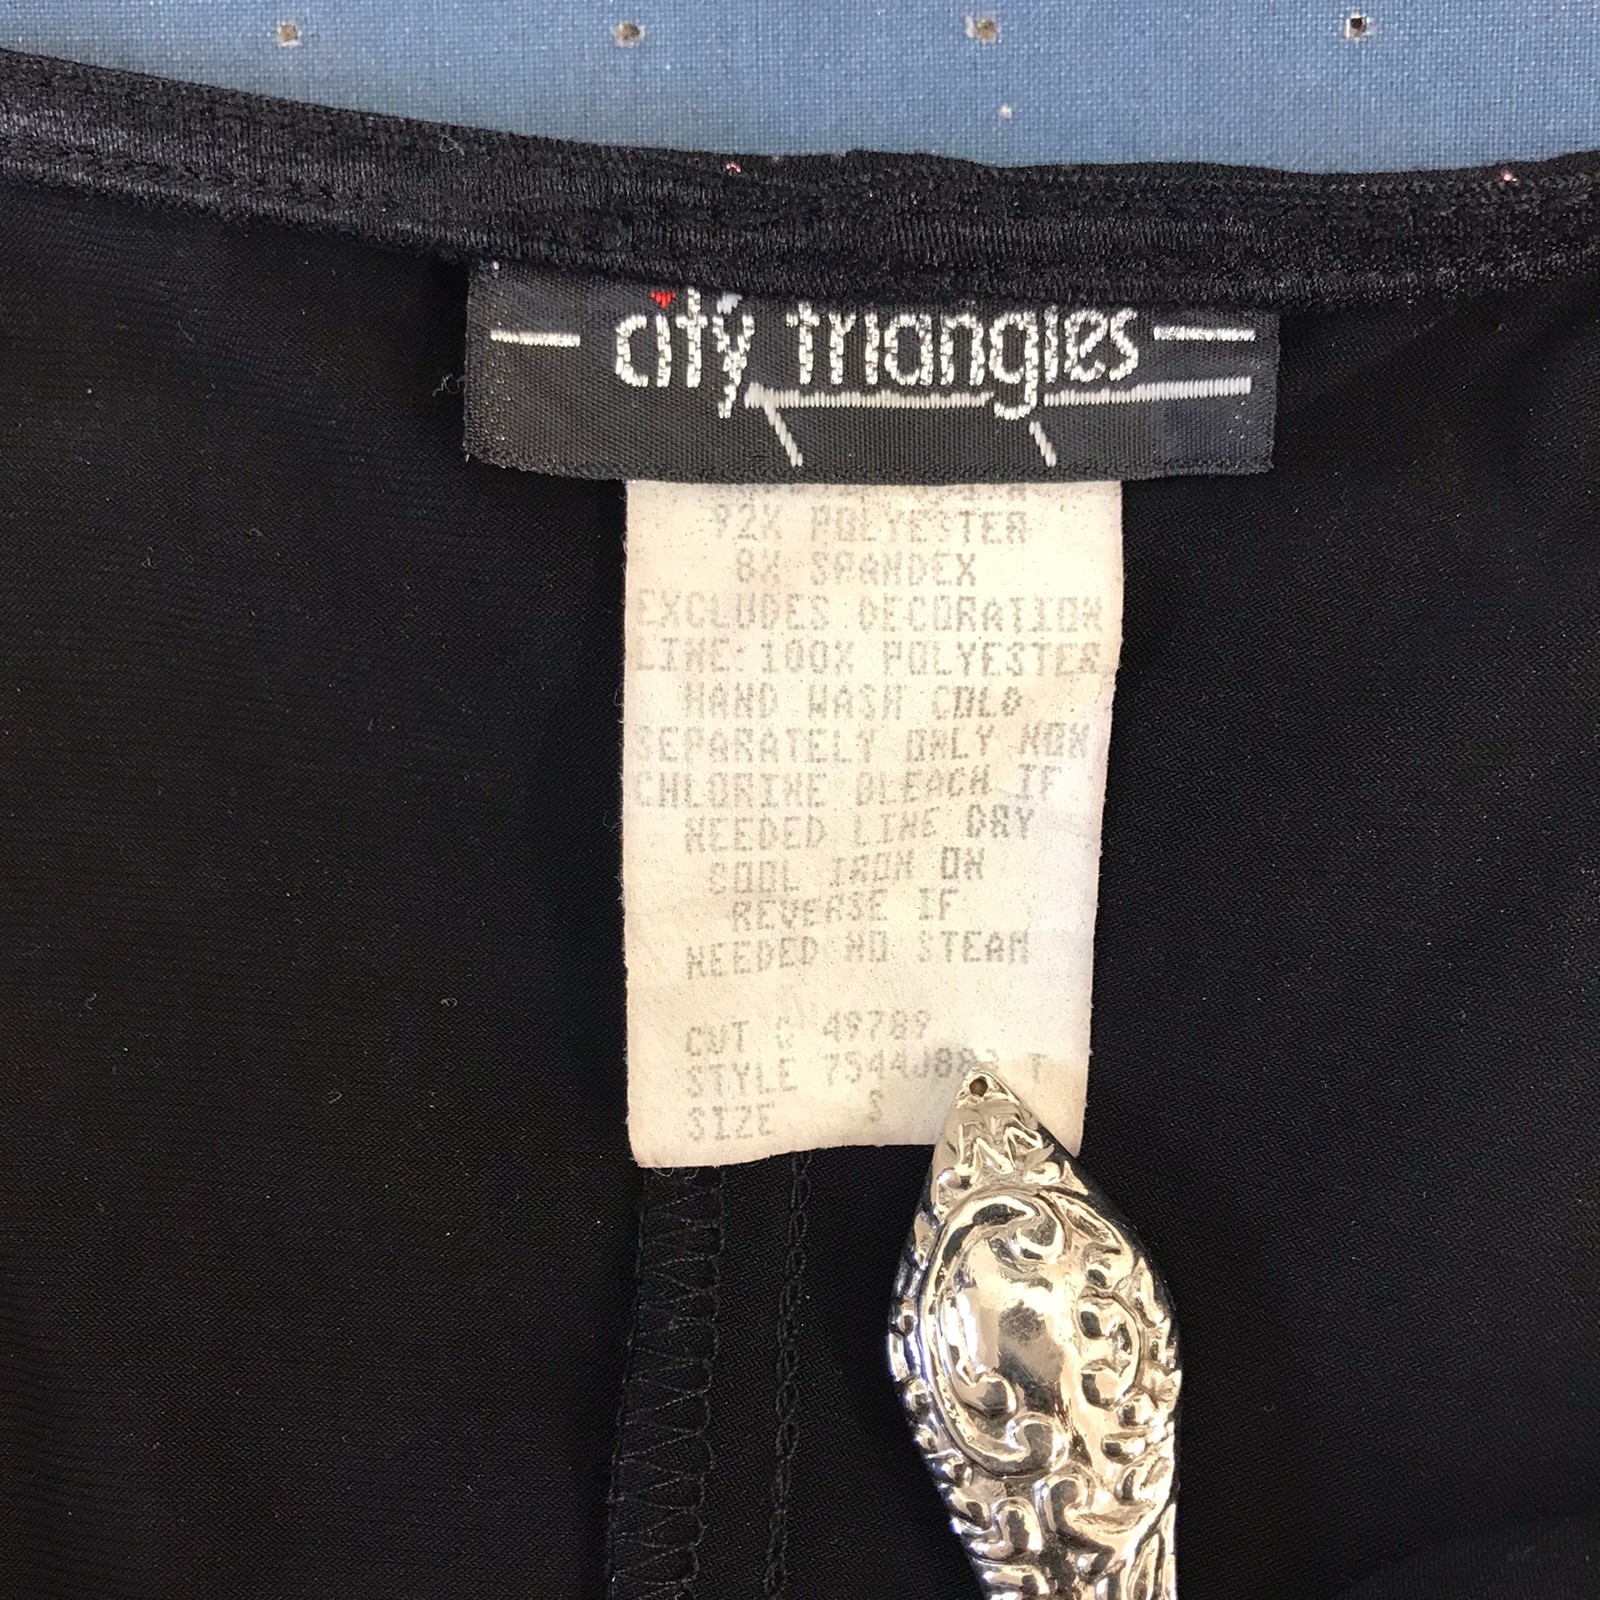 city triangles
92% POLYESTER
8% SPANDEX
EXCLUDES DECORATION
LINE:100% POLYESTER
HAND WASH COLD
SEPARATELY ONLY NON
CHLORINE BLEACH IF
NEEDED LINE DRY
COOL IRON ON
REVERSE IF
NEEDED NO STEAM
CUT # 49789
STYLE T
SIZE S